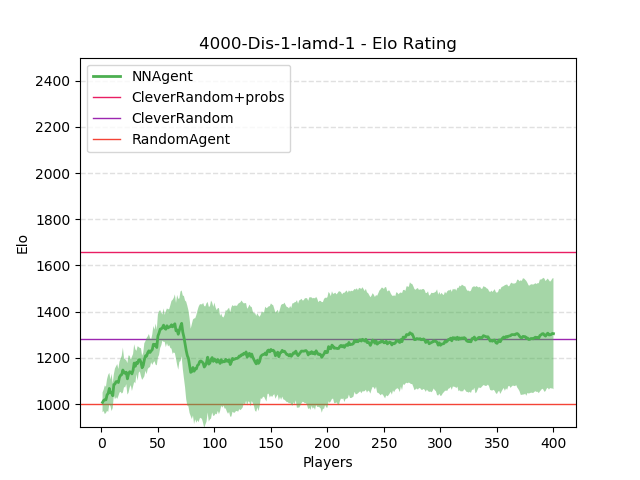 4000-Dis-1-lamd-1 - Elo Rating
NNAgent
CleverRandom+probs
CleverRandom
RandomAgent
2400
2200
2000
1800
1600
1400
1200
1000
Elo
0 50 100 150 200 250 300 350 400
Players